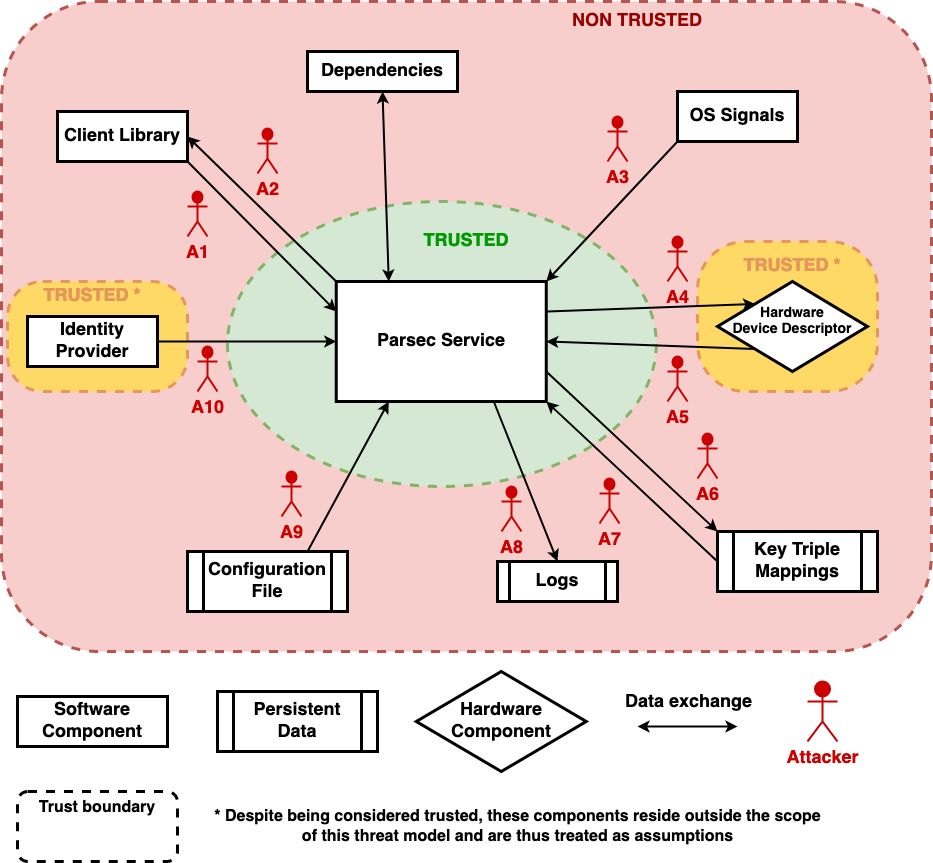 NON TRUSTED
Dependencies
Client Library
OS Signals
A2
A3
A1
TRUSTED
A4
TRUSTED *
TRUSTED *
Identity
Provider
Parsec Service
Hardware
Device Descriptor
A10
A5
A6
A9
A8
A7
Configuration
File
Logs
Key Triple
Mappings
Software
Component
Persistent
Data
Hardware
Component
Data exchange
Attacker
Trust boundary
* Despite being considered trusted, these components reside outside the scope
of this threat model and are thus treated as assumptions